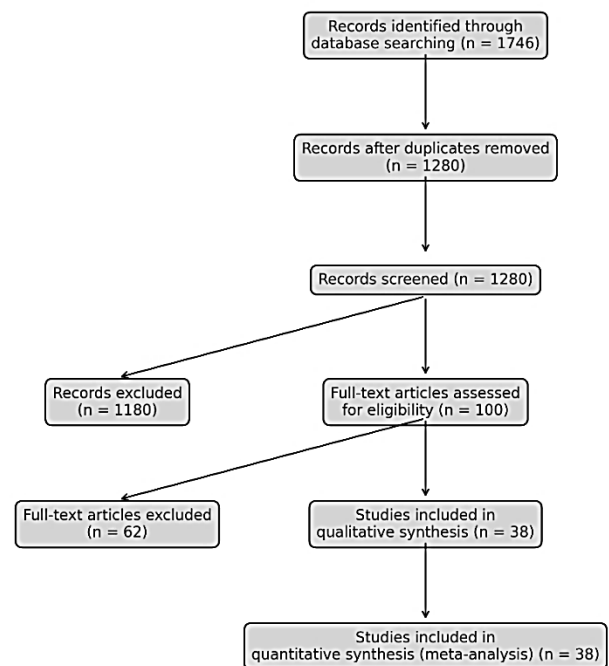 Records identified through
database searching (n = 1746)
Records after duplicates removed
(n = 1280)
Records screened (n = 1280)
Records excluded
(n = 1180)
Full-text articles assessed
for eligibility (n = 100)
Full-text articles excluded
(n = 62)
Studies included in
qualitative synthesis (n = 38)
Studies included in
quantitative synthesis (meta-analysis) (n = 38)